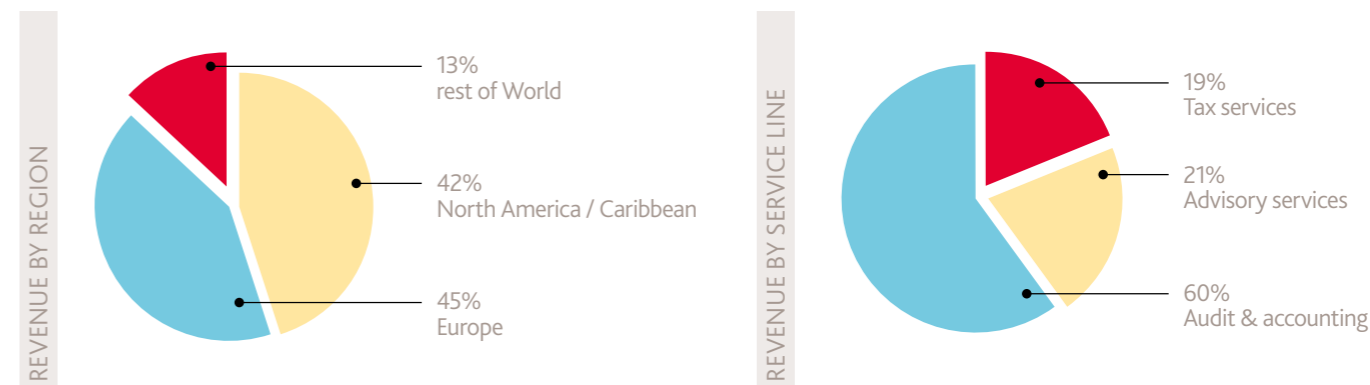 REVENUE BY REGION
13%
rest of World
42%
North America / Caribbean
45%
Europe
REVENUE BY SERVICE LINE
19%
Tax services
21%
Advisory services
60%
Audit & accounting